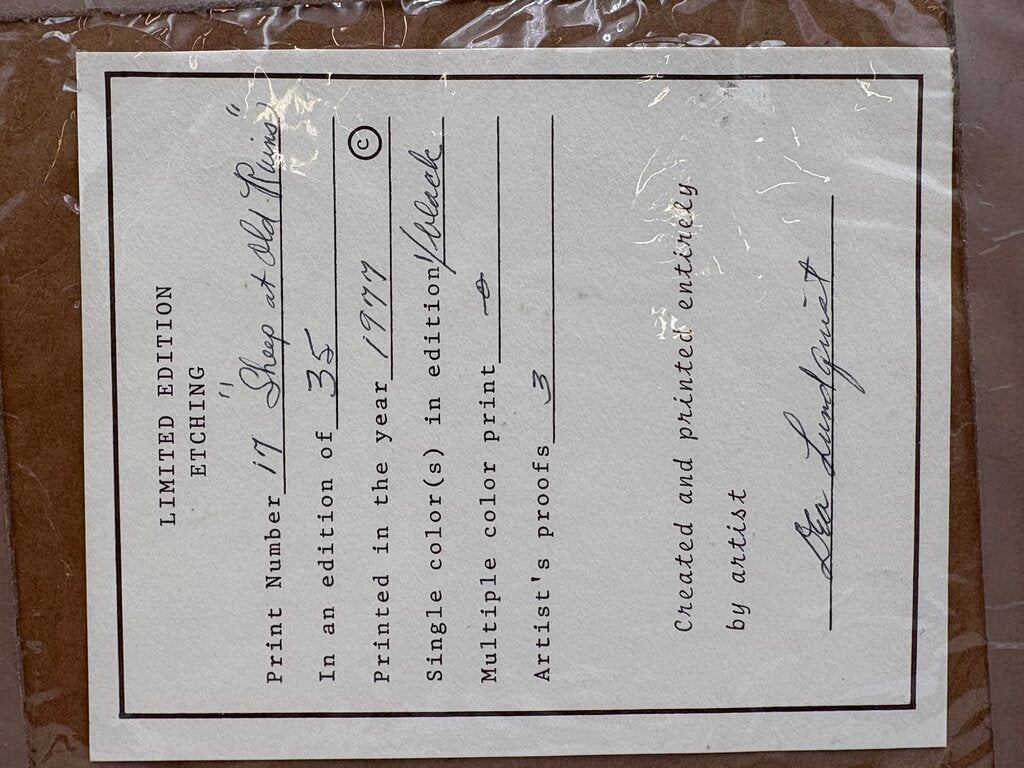 LIMITED EDITION
ETCHING
Print Number 17 "Sheep at Old Ruins"
In an edition of 35
Printed in the year 1977 ©
Single color(s) in edition 1/black
Multiple color print 0
Artist's proofs 3
Created and printed entirely
by artist
Dea Lundquist